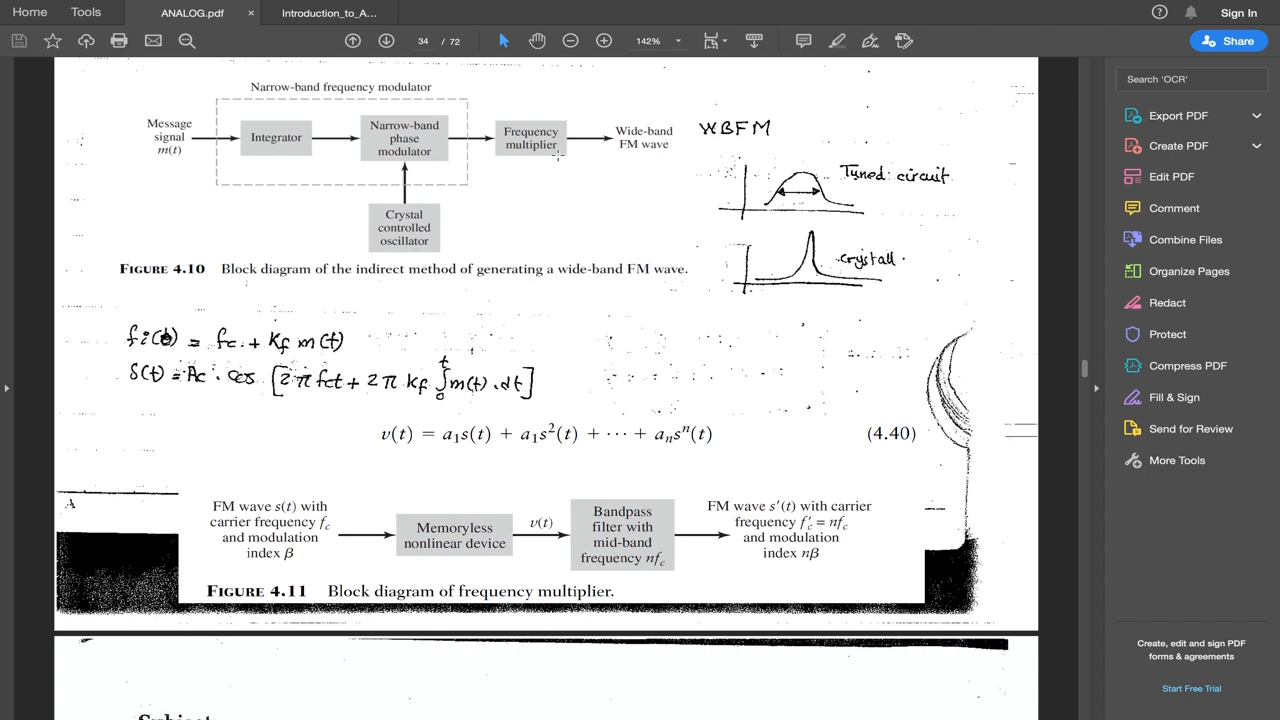 Home Tools ANALOG.pdf × Introduction_to_A... Sign In
34 / 72 142% Share
Search 'OCR'
Export PDF
Create PDF
Edit PDF
Comment
Combine Files
Organize Pages
Redact
Protect
Compress PDF
Fill & Sign
Send for Review
More Tools
Create, edit and sign PDF
forms & agreements
Start Free Trial
Narrow-band frequency modulator
Message
signal
m(t)
Integrator
Narrow-band
phase
modulator
Frequency
multiplier
Wide-band
FM wave
Crystal
controlled
oscillator
WBFM
Tuned circuit
crystall
FIGURE 4.10 Block diagram of the indirect method of generating a wide-band FM wave.
fi(t) = fc + Kf m(t)
S(t) = Ac . Cos [2π fct + 2π kf ∫₀ᵗ m(t) . dt]
v(t) = a₁s(t) + a₁s²(t) + ··· + aₙsⁿ(t) (4.40)
A
FM wave s(t) with
carrier frequency fc
and modulation
index β
Memoryless
nonlinear device
v(t)
Bandpass
filter with
mid-band
frequency nfc
FM wave s′(t) with carrier
frequency f′c = nfc
and modulation
index nβ
FIGURE 4.11 Block diagram of frequency multiplier.